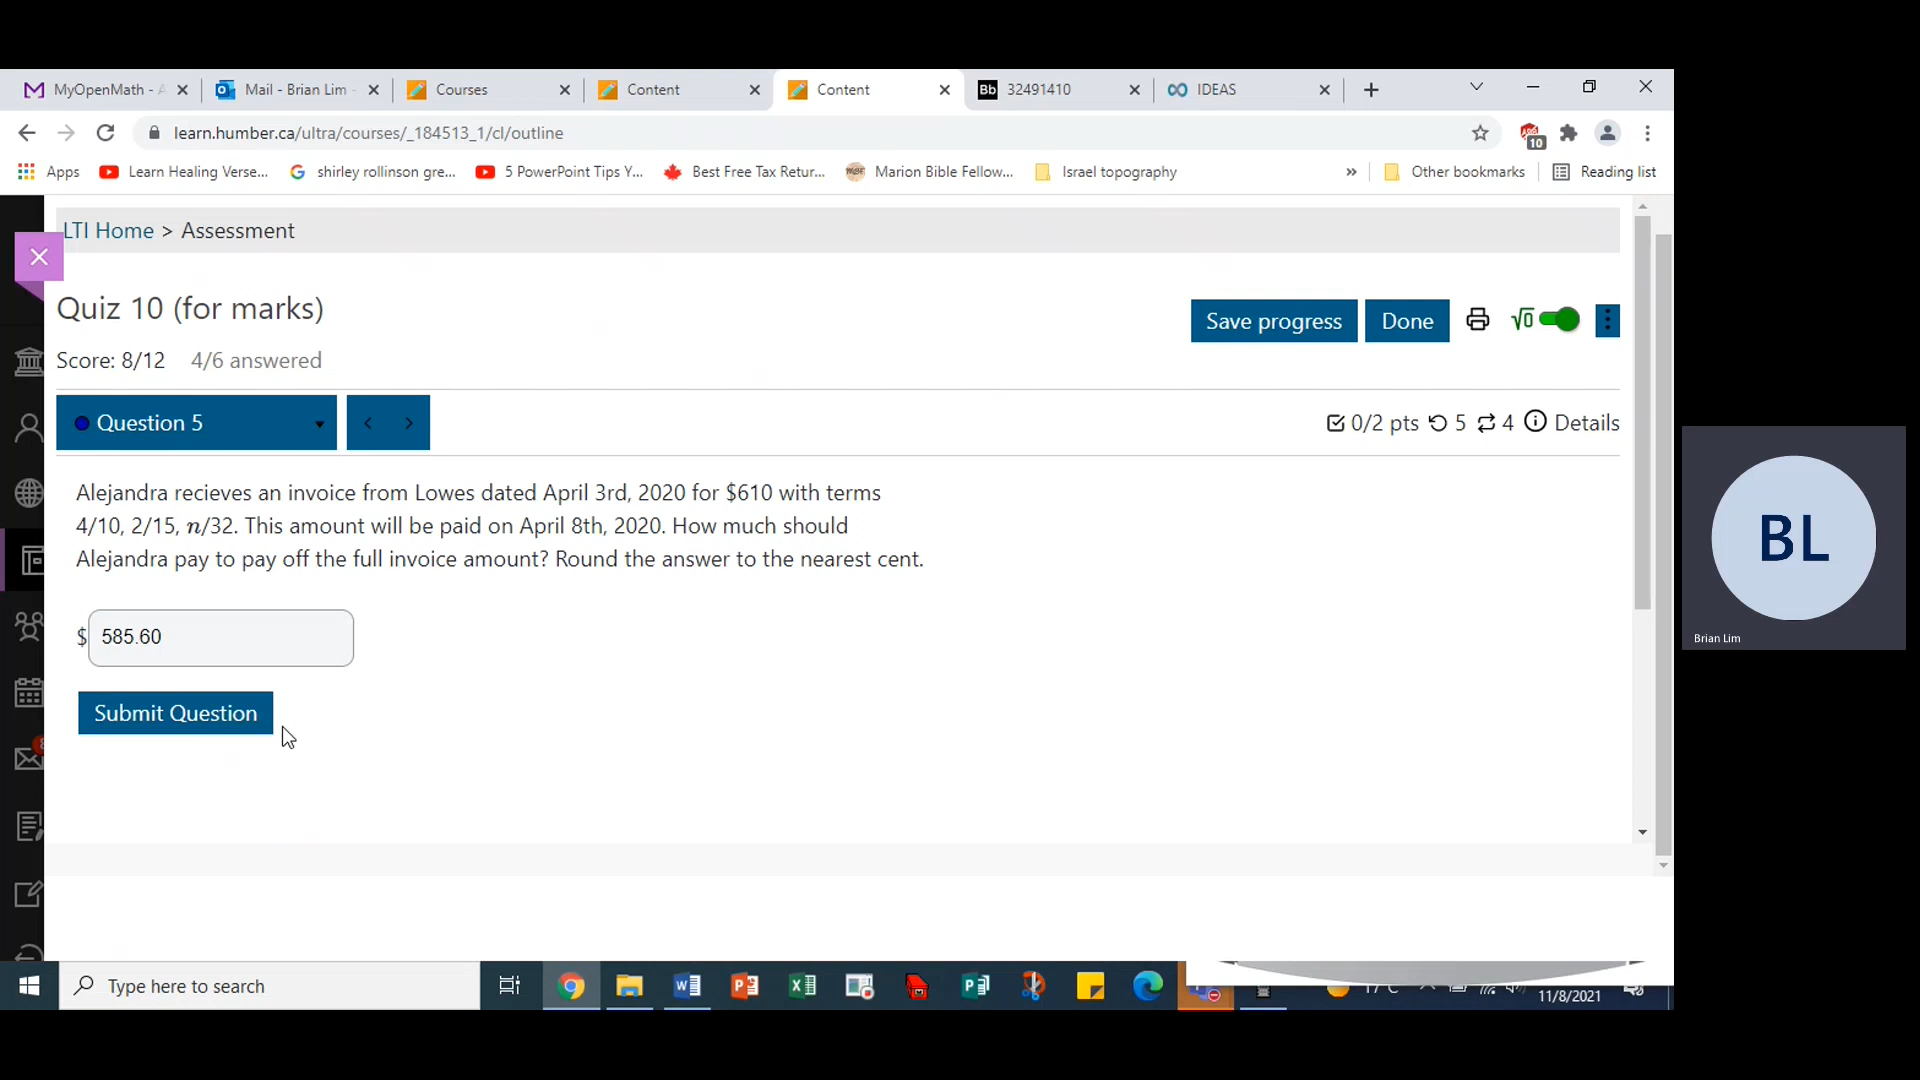 MyOpenMath - A
Mail - Brian Lim -
Courses
Content
Content
Bb 32491410
IDEAS
learn.humber.ca/ultra/courses/_184513_1/cl/outline
10
Apps
Learn Healing Verse...
shirley rollinson gre...
5 PowerPoint Tips Y...
Best Free Tax Retur...
Marion Bible Fellow...
Israel topography
»
Other bookmarks
Reading list
LTI Home > Assessment
Quiz 10 (for marks)
Save progress
Done
√0
Score: 8/12
4/6 answered
Question 5
< >
0/2 pts 5 4 Details
Alejandra recieves an invoice from Lowes dated April 3rd, 2020 for $610 with terms
4/10, 2/15, n/32. This amount will be paid on April 8th, 2020. How much should
Alejandra pay to pay off the full invoice amount? Round the answer to the nearest cent.
$ 585.60
Submit Question
BL
Brian Lim
Type here to search
17°C
11/8/2021